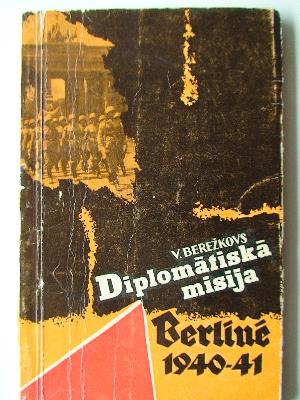 V. BEREŽKOVS
Diplomātiskā
misija
Berlīnē
1940-41